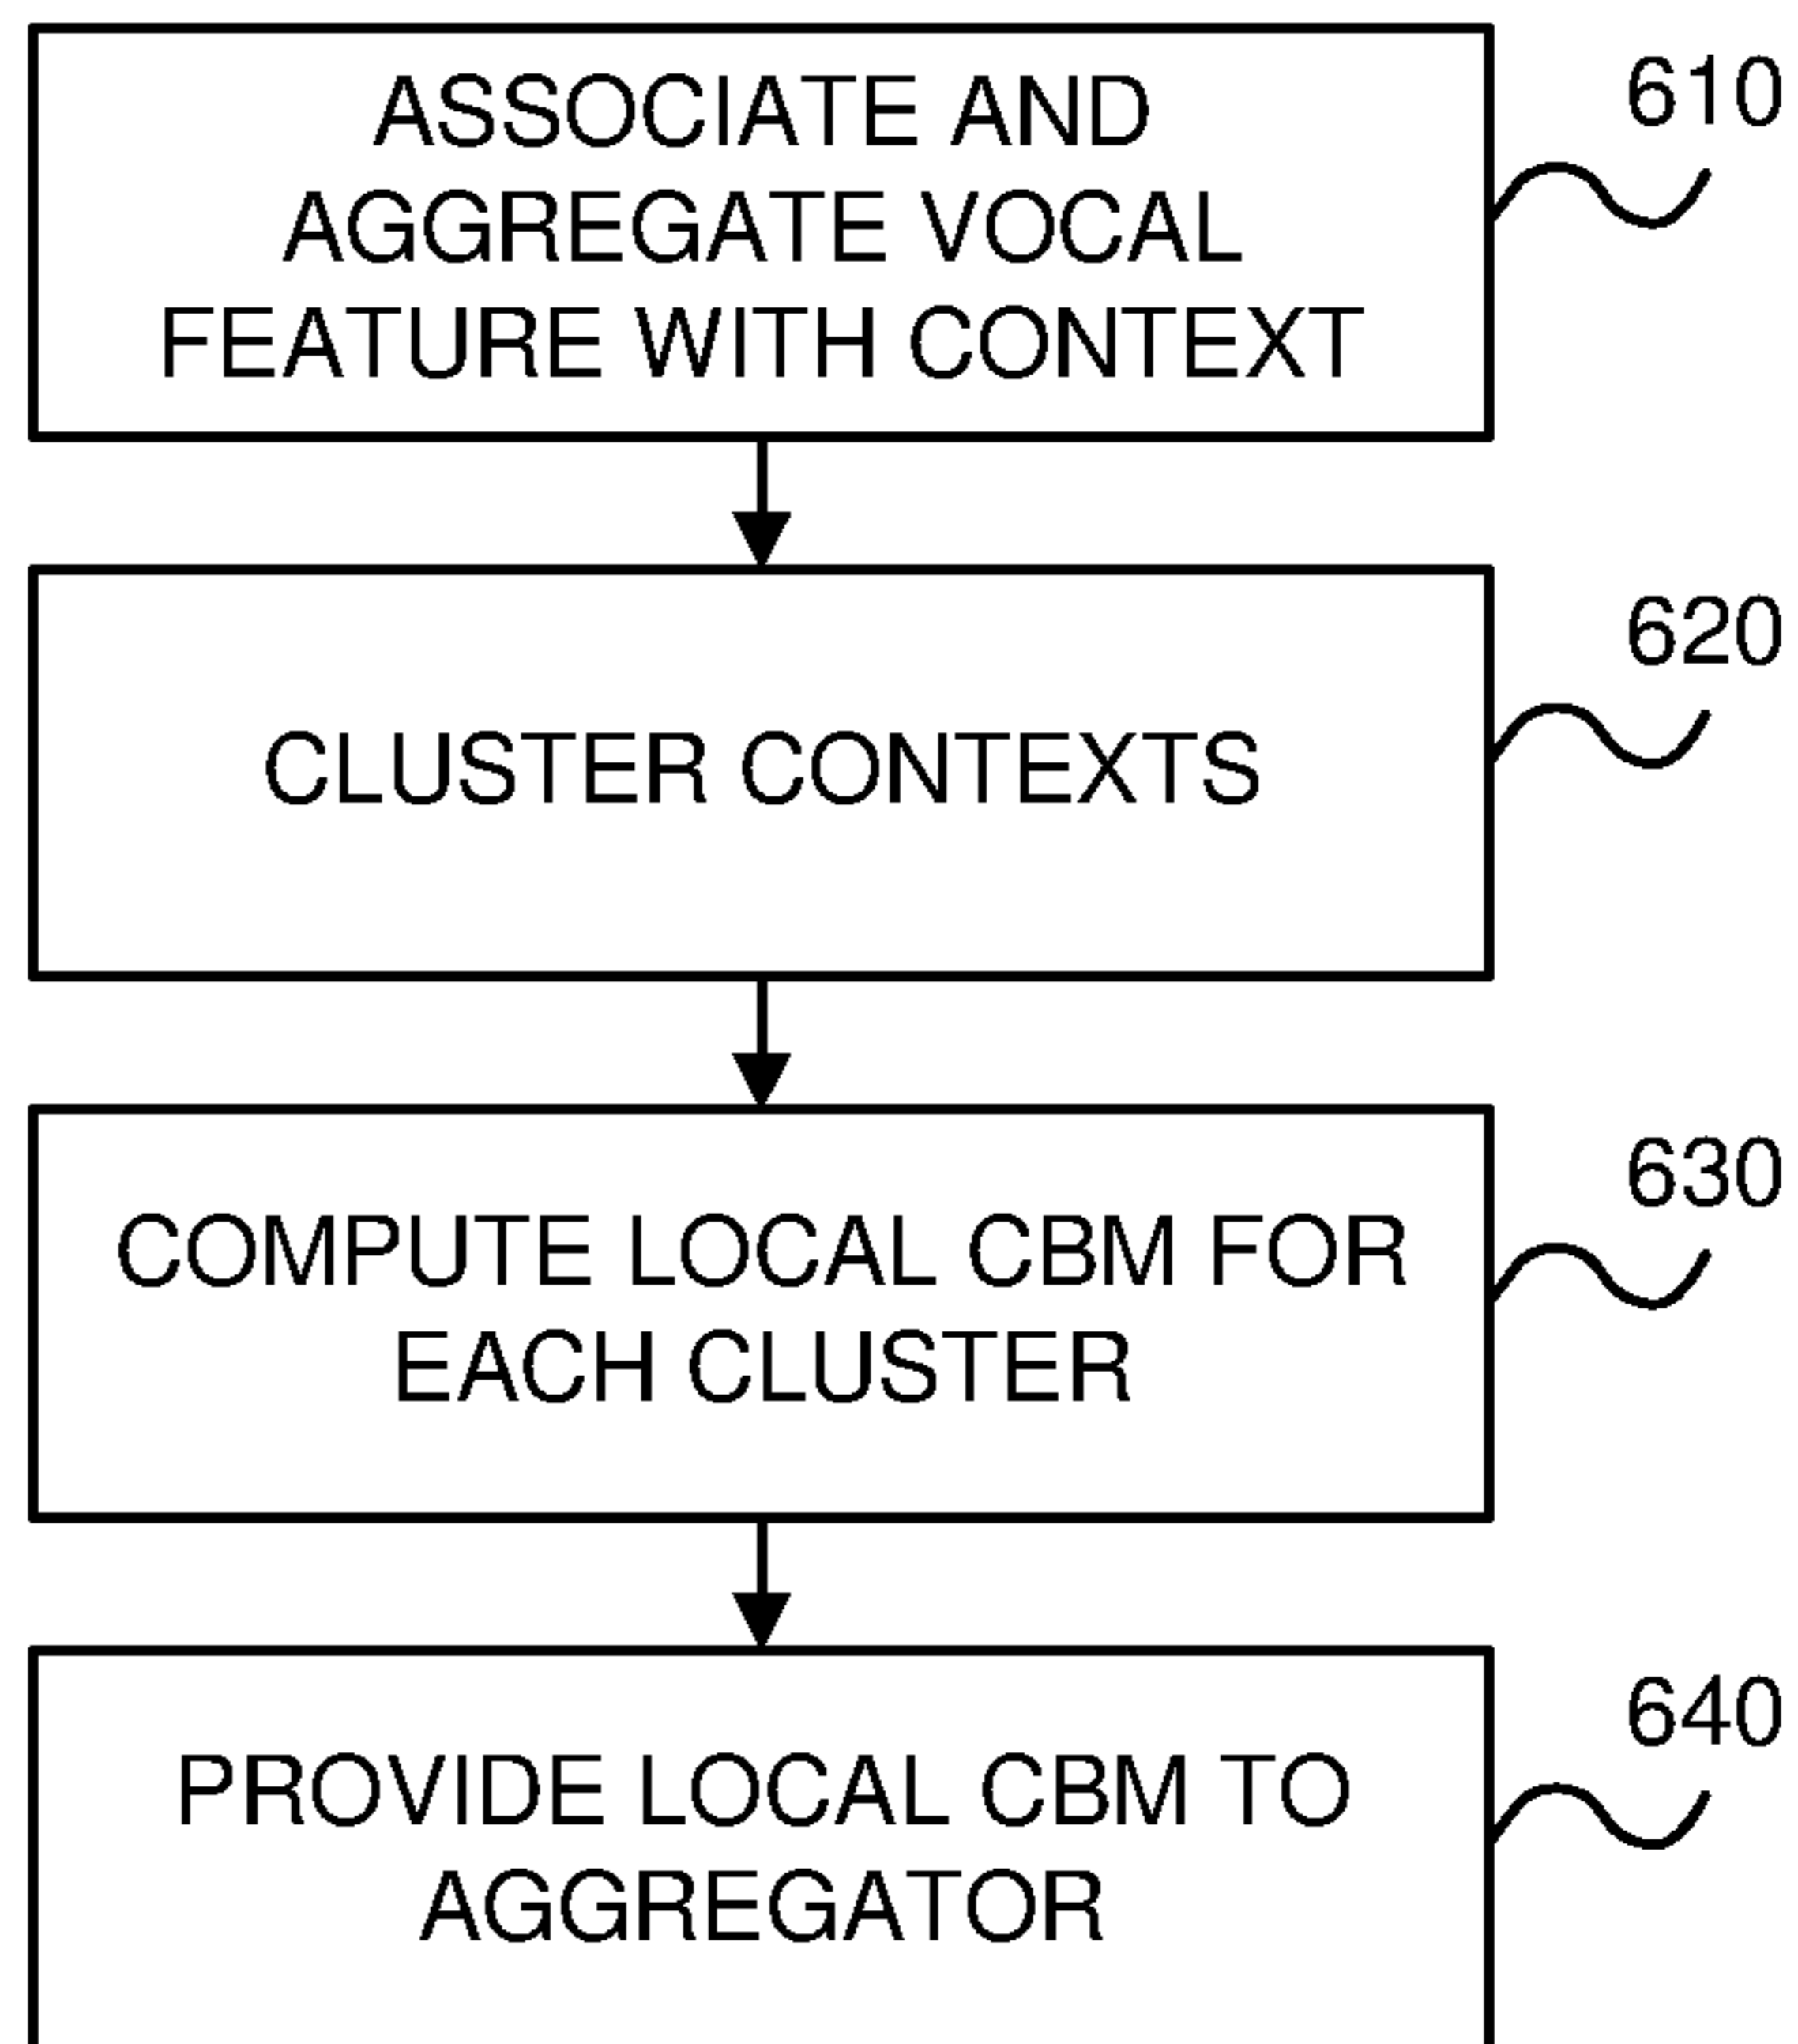 ASSOCIATE AND
AGGREGATE VOCAL
FEATURE WITH CONTEXT
610
CLUSTER CONTEXTS
620
COMPUTE LOCAL CBM FOR
EACH CLUSTER
630
PROVIDE LOCAL CBM TO
AGGREGATOR
640